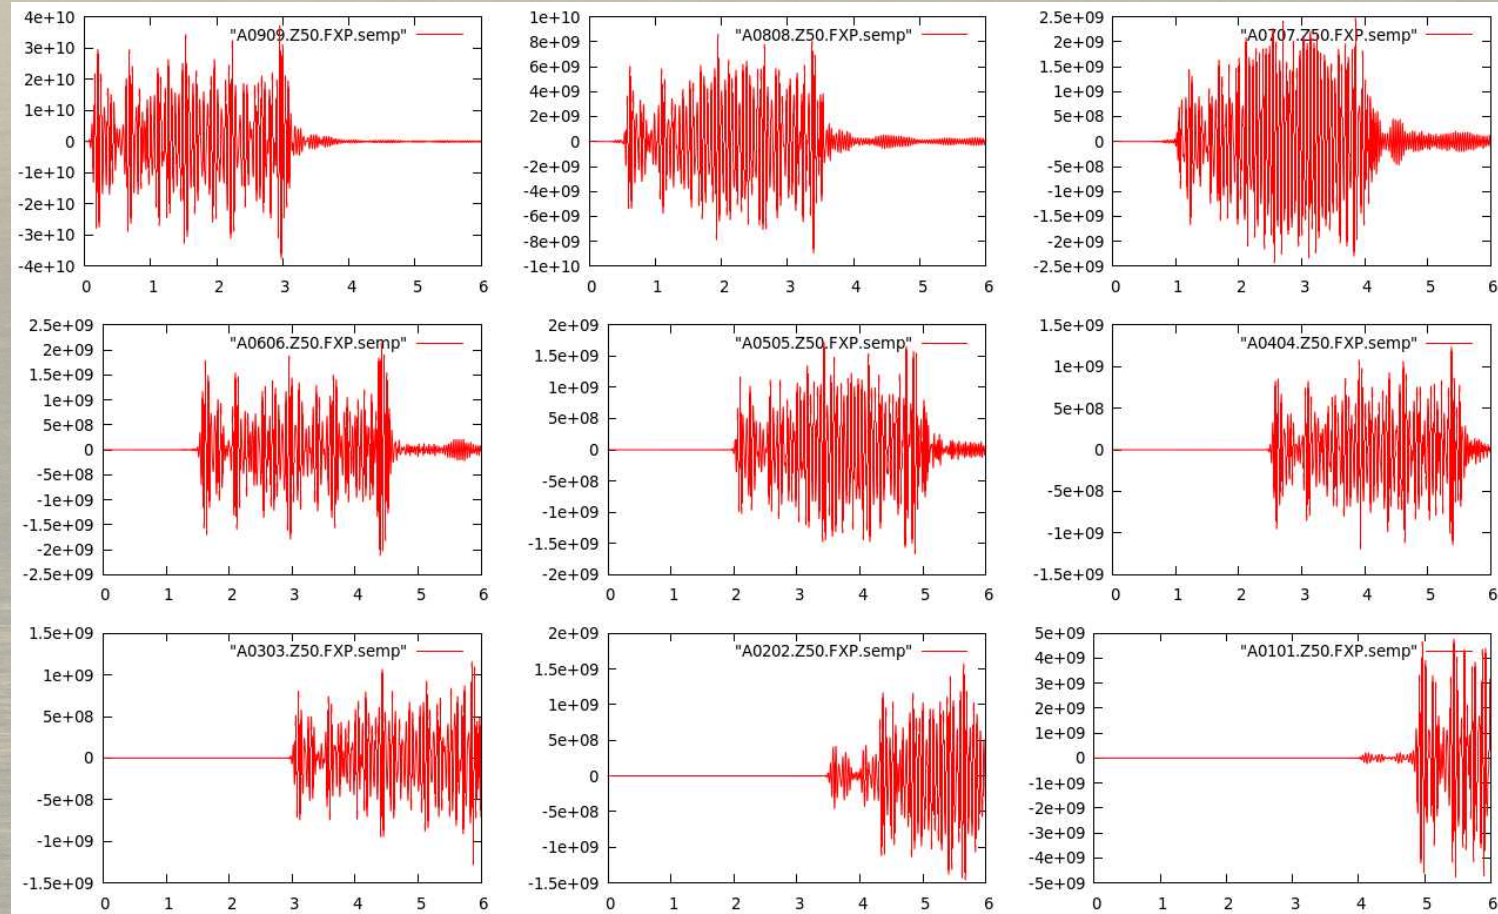 4e+10
3e+10
2e+10
1e+10
0
-1e+10
-2e+10
-3e+10
-4e+10
0 1 2 3 4 5 6
"A0909.Z50.FXP.semp"
1e+10
8e+09
6e+09
4e+09
2e+09
0
-2e+09
-4e+09
-6e+09
-8e+09
-1e+10
0 1 2 3 4 5 6
"A0808.Z50.FXP.semp"
2.5e+09
2e+09
1.5e+09
1e+09
5e+08
0
-5e+08
-1e+09
-1.5e+09
-2e+09
-2.5e+09
0 1 2 3 4 5 6
"A0707.Z50.FXP.semp"
2.5e+09
2e+09
1.5e+09
1e+09
5e+08
0
-5e+08
-1e+09
-1.5e+09
-2e+09
-2.5e+09
0 1 2 3 4 5 6
"A0606.Z50.FXP.semp"
2e+09
1.5e+09
1e+09
5e+08
0
-5e+08
-1e+09
-1.5e+09
-2e+09
0 1 2 3 4 5 6
"A0505.Z50.FXP.semp"
1.5e+09
1e+09
5e+08
0
-5e+08
-1e+09
-1.5e+09
0 1 2 3 4 5 6
"A0404.Z50.FXP.semp"
1.5e+09
1e+09
5e+08
0
-5e+08
-1e+09
-1.5e+09
0 1 2 3 4 5 6
"A0303.Z50.FXP.semp"
2e+09
1.5e+09
1e+09
5e+08
0
-5e+08
-1e+09
-1.5e+09
0 1 2 3 4 5 6
"A0202.Z50.FXP.semp"
5e+09
4e+09
3e+09
2e+09
1e+09
0
-1e+09
-2e+09
-3e+09
-4e+09
-5e+09
0 1 2 3 4 5 6
"A0101.Z50.FXP.semp"